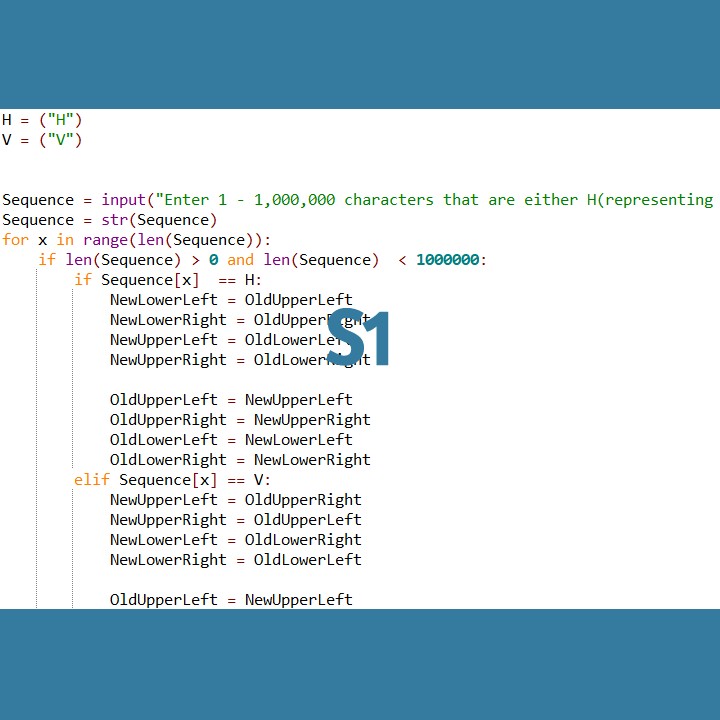 H = ("H")
V = ("V")
Sequence = input("Enter 1 - 1,000,000 characters that are either H(representing
Sequence = str(Sequence)
for x in range(len(Sequence)):
if len(Sequence) > 0 and len(Sequence) < 1000000:
if Sequence[x] == H:
NewLowerLeft = OldUpperLeft
NewLowerRight = OldUpperRight
NewUpperLeft = OldLowerLeft
NewUpperRight = OldLowerRight
S1
OldUpperLeft = NewUpperLeft
OldUpperRight = NewUpperRight
OldLowerLeft = NewLowerLeft
OldLowerRight = NewLowerRight
elif Sequence[x] == V:
NewUpperLeft = OldUpperRight
NewUpperRight = OldUpperLeft
NewLowerLeft = OldLowerRight
NewLowerRight = OldLowerLeft
OldUpperLeft = NewUpperLeft